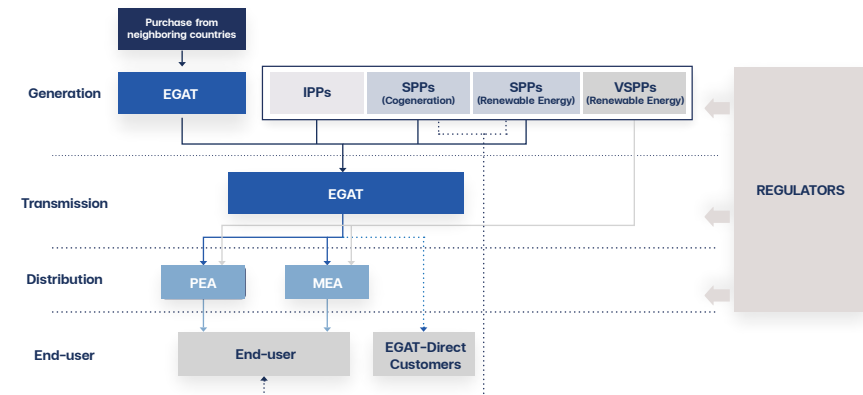 Purchase from
neighboring countries
Generation
EGAT
IPPs
SPPs
(Cogeneration)
SPPs
(Renewable Energy)
VSPPs
(Renewable Energy)
REGULATORS
Transmission
EGAT
Distribution
PEA
MEA
End-user
End-user
EGAT-Direct
Customers